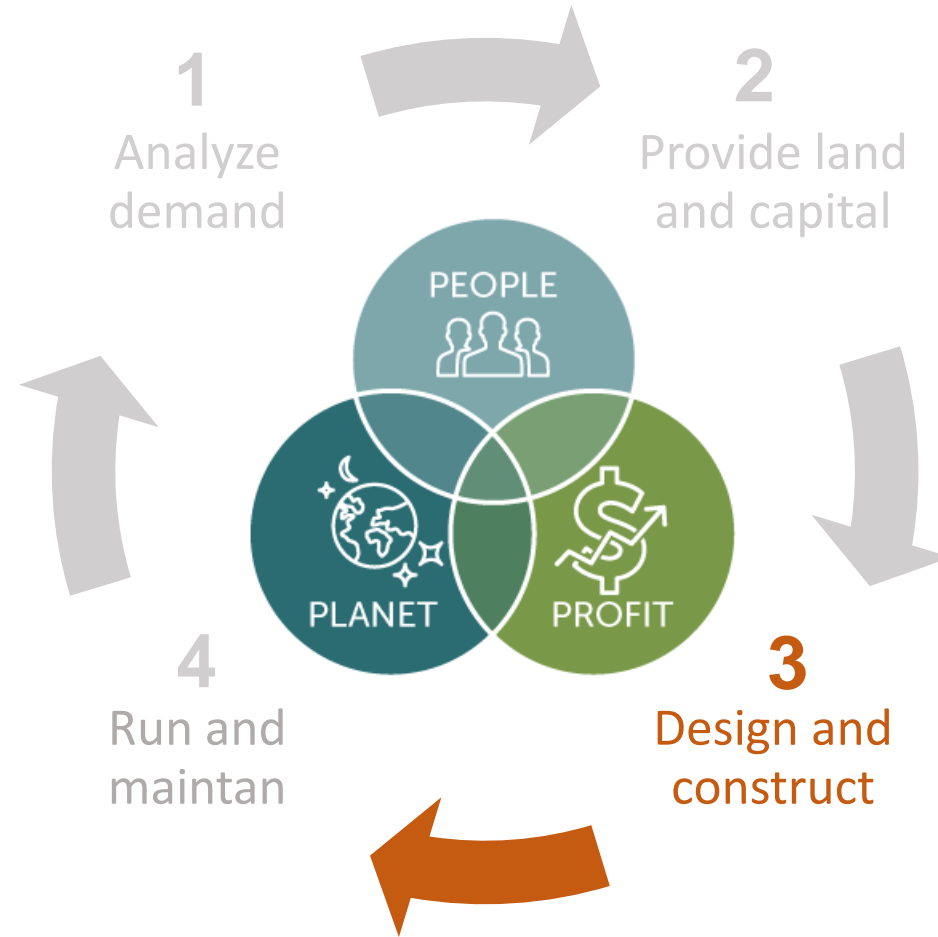 1
Analyze
demand
2
Provide land
and capital
PEOPLE
PLANET
PROFIT
3
Design and
construct
4
Run and
maintan